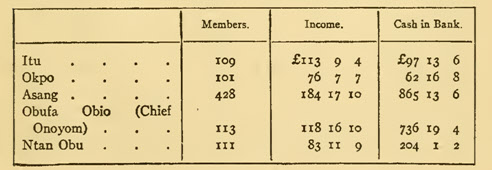 Members. Income. Cash in Bank.
Itu . . . . 109 £113 9 4 £97 13 6
Okpo . . . . 101 76 7 7 62 16 8
Asang . . . . 428 184 17 10 865 13 6
Obufa Obio (Chief
Onoyom) . . . 113 118 16 10 736 19 4
Ntan Obu . . . 111 83 11 9 204 1 2